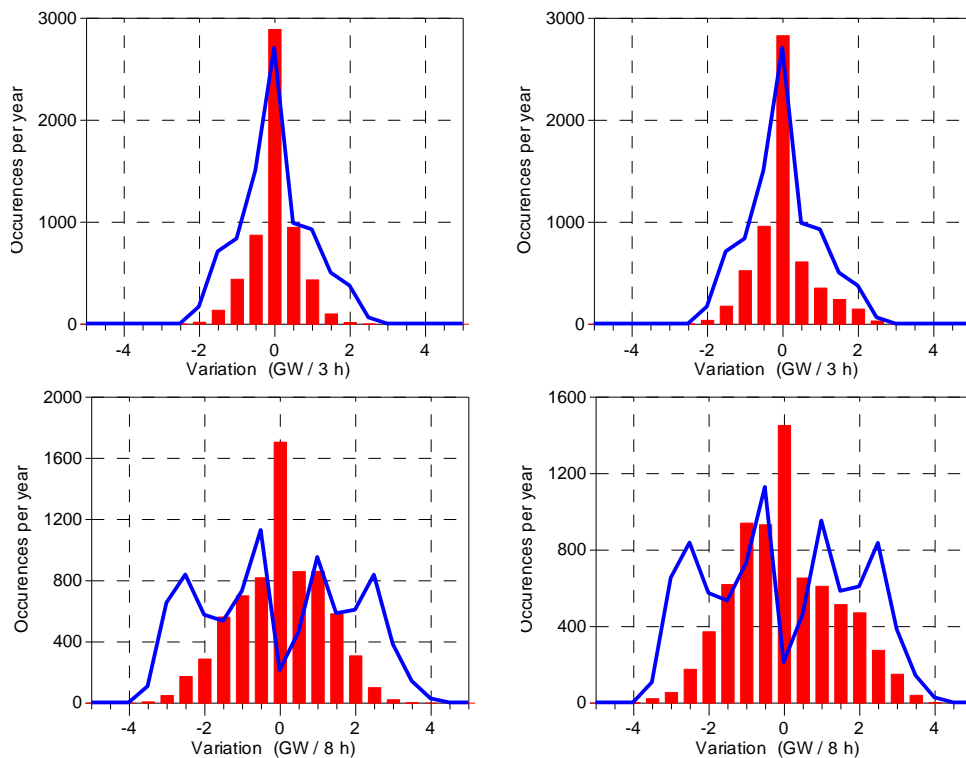 3000
3000
Occurences per year
2000
1000
0
Occurences per year
2000
1000
0
-4 -2 0 2 4
-4 -2 0 2 4
Variation (GW / 3 h)
Variation (GW / 3 h)
2000
1600
Occurences per year
1600
1200
800
400
0
Occurences per year
1200
800
400
0
-4 -2 0 2 4
-4 -2 0 2 4
Variation (GW / 8 h)
Variation (GW / 8 h)